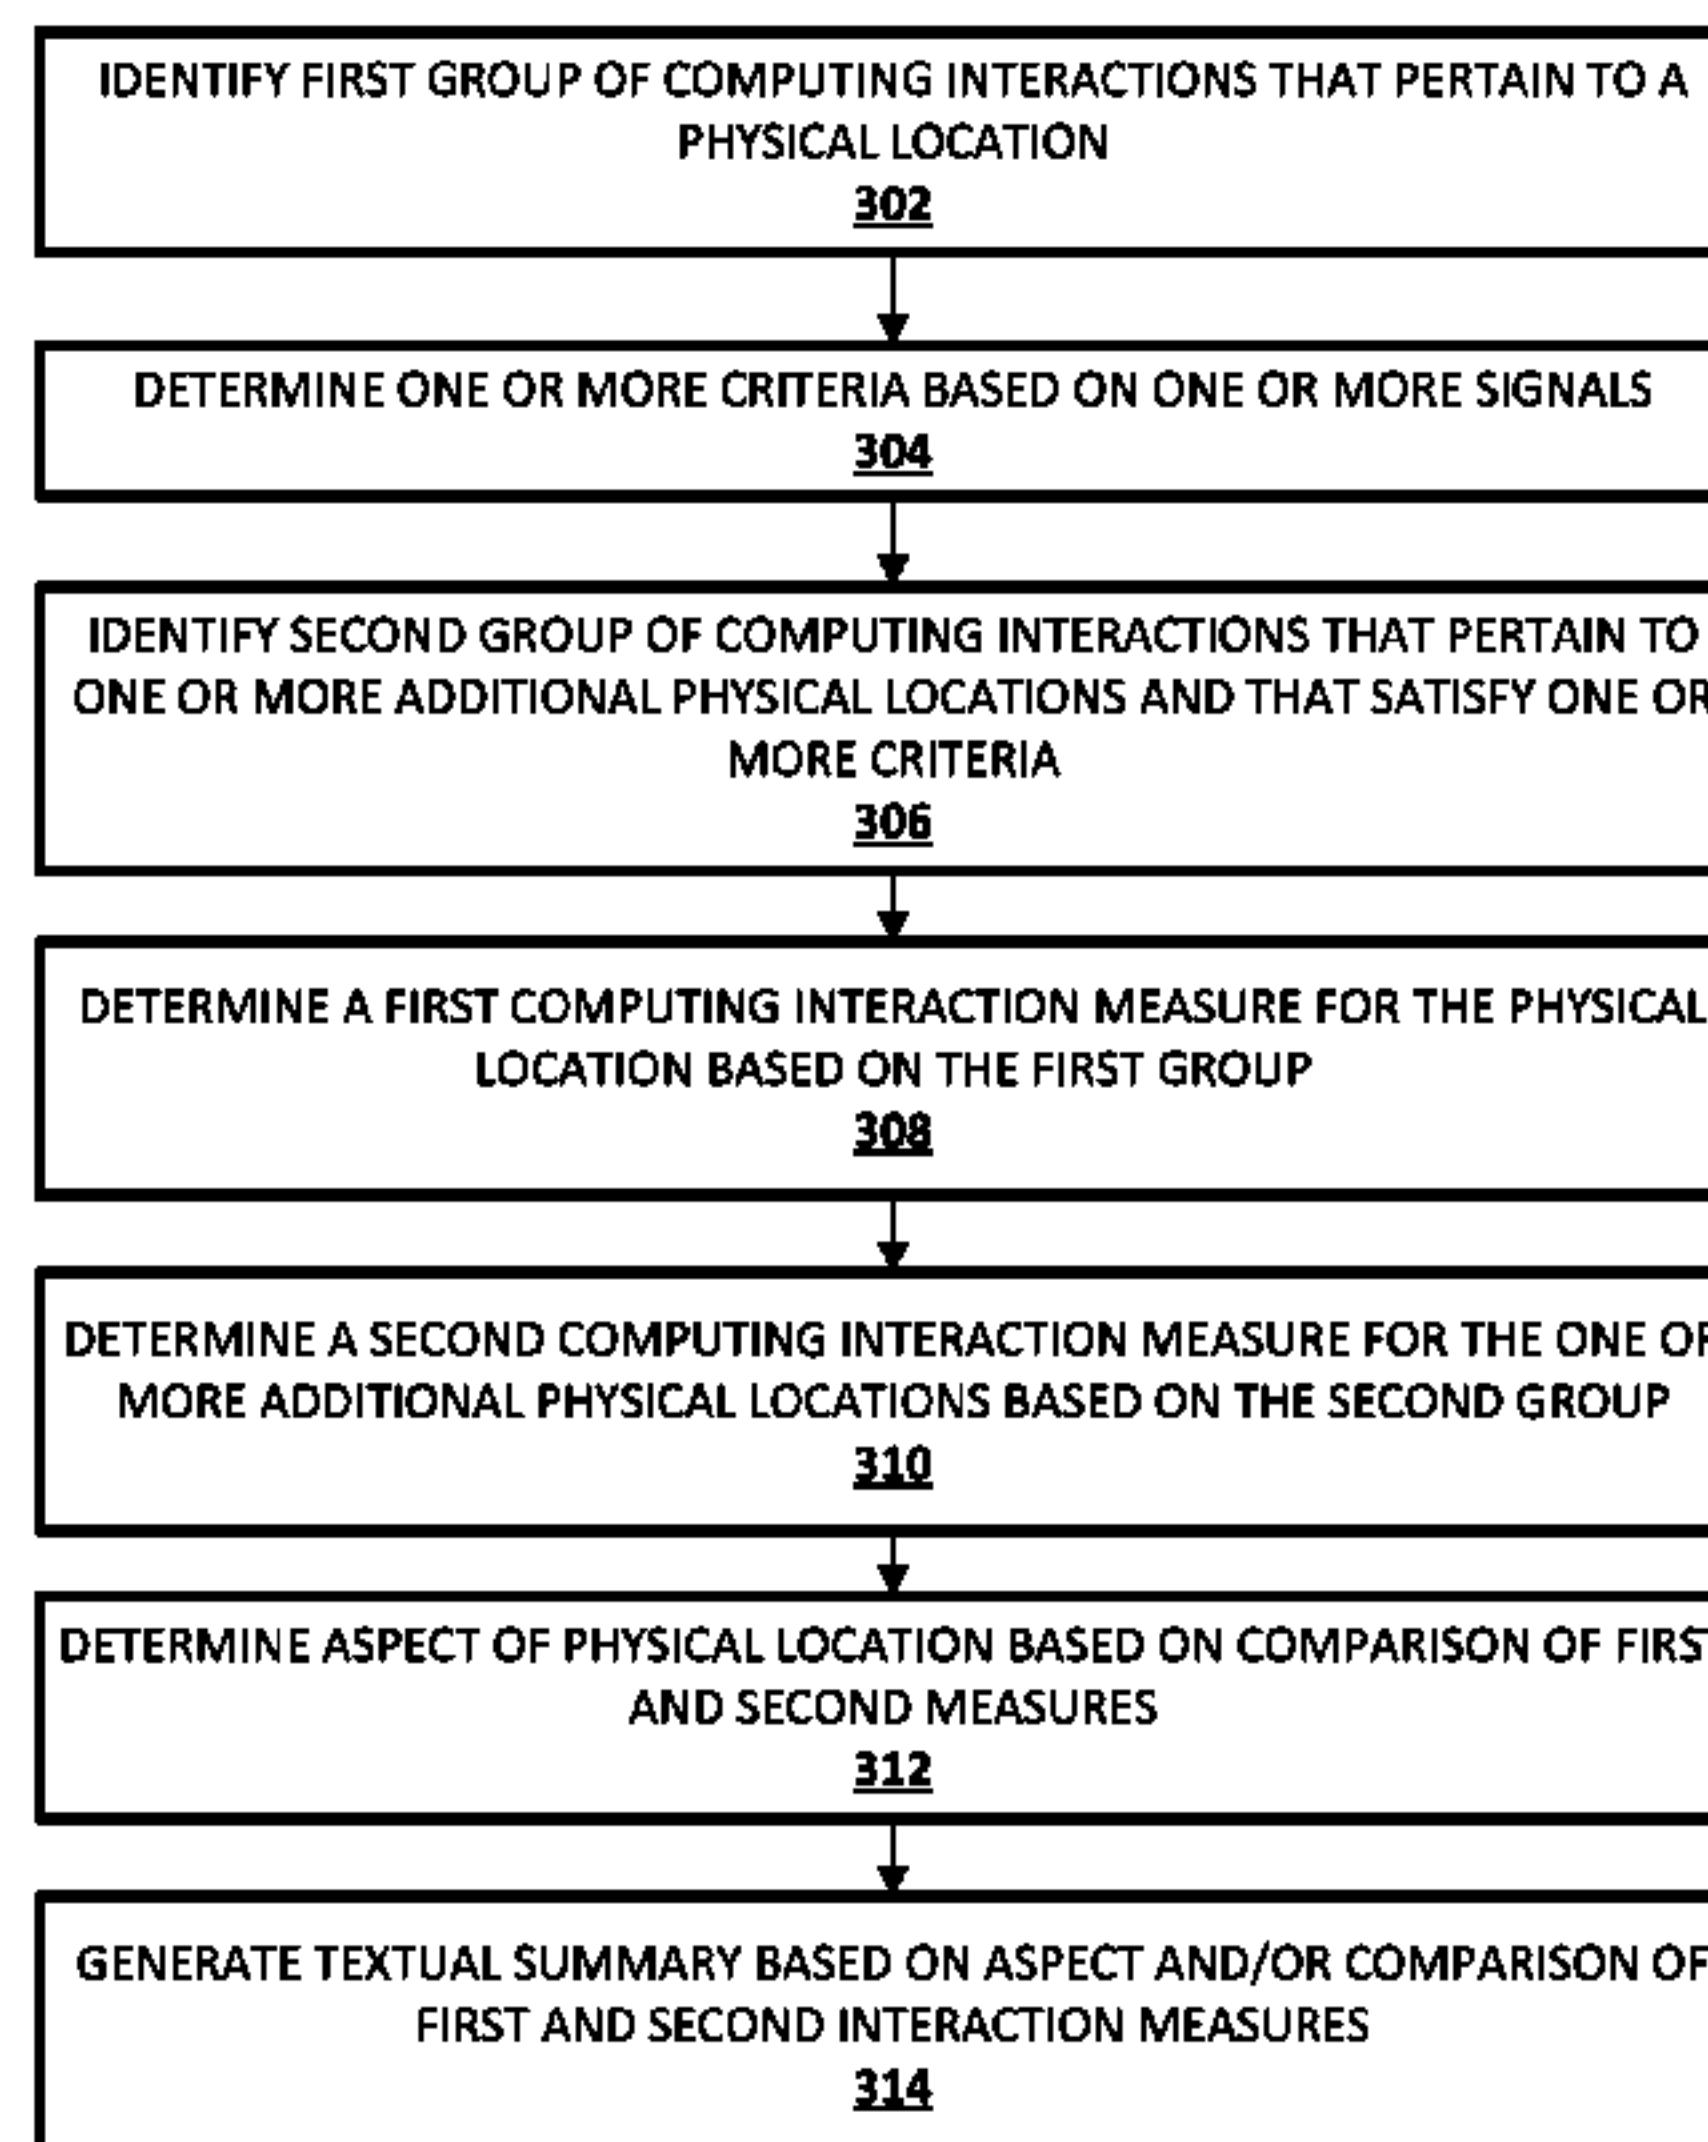 IDENTIFY FIRST GROUP OF COMPUTING INTERACTIONS THAT PERTAIN TO A
PHYSICAL LOCATION
302
DETERMINE ONE OR MORE CRITERIA BASED ON ONE OR MORE SIGNALS
304
IDENTIFY SECOND GROUP OF COMPUTING INTERACTIONS THAT PERTAIN TO
ONE OR MORE ADDITIONAL PHYSICAL LOCATIONS AND THAT SATISFY ONE OR
MORE CRITERIA
306
DETERMINE A FIRST COMPUTING INTERACTION MEASURE FOR THE PHYSICAL
LOCATION BASED ON THE FIRST GROUP
308
DETERMINE A SECOND COMPUTING INTERACTION MEASURE FOR THE ONE OR
MORE ADDITIONAL PHYSICAL LOCATIONS BASED ON THE SECOND GROUP
310
DETERMINE ASPECT OF PHYSICAL LOCATION BASED ON COMPARISON OF FIRST
AND SECOND MEASURES
312
GENERATE TEXTUAL SUMMARY BASED ON ASPECT AND/OR COMPARISON OF
FIRST AND SECOND INTERACTION MEASURES
314